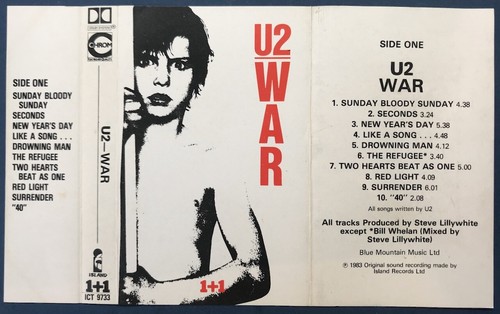 SIDE ONE
SUNDAY BLOODY
SUNDAY
SECONDS
NEW YEAR'S DAY
LIKE A SONG . . .
DROWNING MAN
THE REFUGEE
TWO HEARTS
BEAT AS ONE
RED LIGHT
SURRENDER
"40"
CHROM
U2—WAR
ISLAND
1+1
ICT 9733
U2
WAR
1+1
SIDE ONE
U2
WAR
1. SUNDAY BLOODY SUNDAY 4.38
2. SECONDS 3.24
3. NEW YEAR'S DAY 5.38
4. LIKE A SONG . . . 4.48
5. DROWNING MAN 4.12
6. THE REFUGEE* 3.40
7. TWO HEARTS BEAT AS ONE 5.00
8. RED LIGHT 4.09
9. SURRENDER 6.01
10. "40" 2.08
All songs written by U2
All tracks Produced by Steve Lillywhite
except *Bill Whelan (Mixed by
Steve Lillywhite)
Blue Mountain Music Ltd
℗ 1983 Original sound recording made by
Island Records Ltd